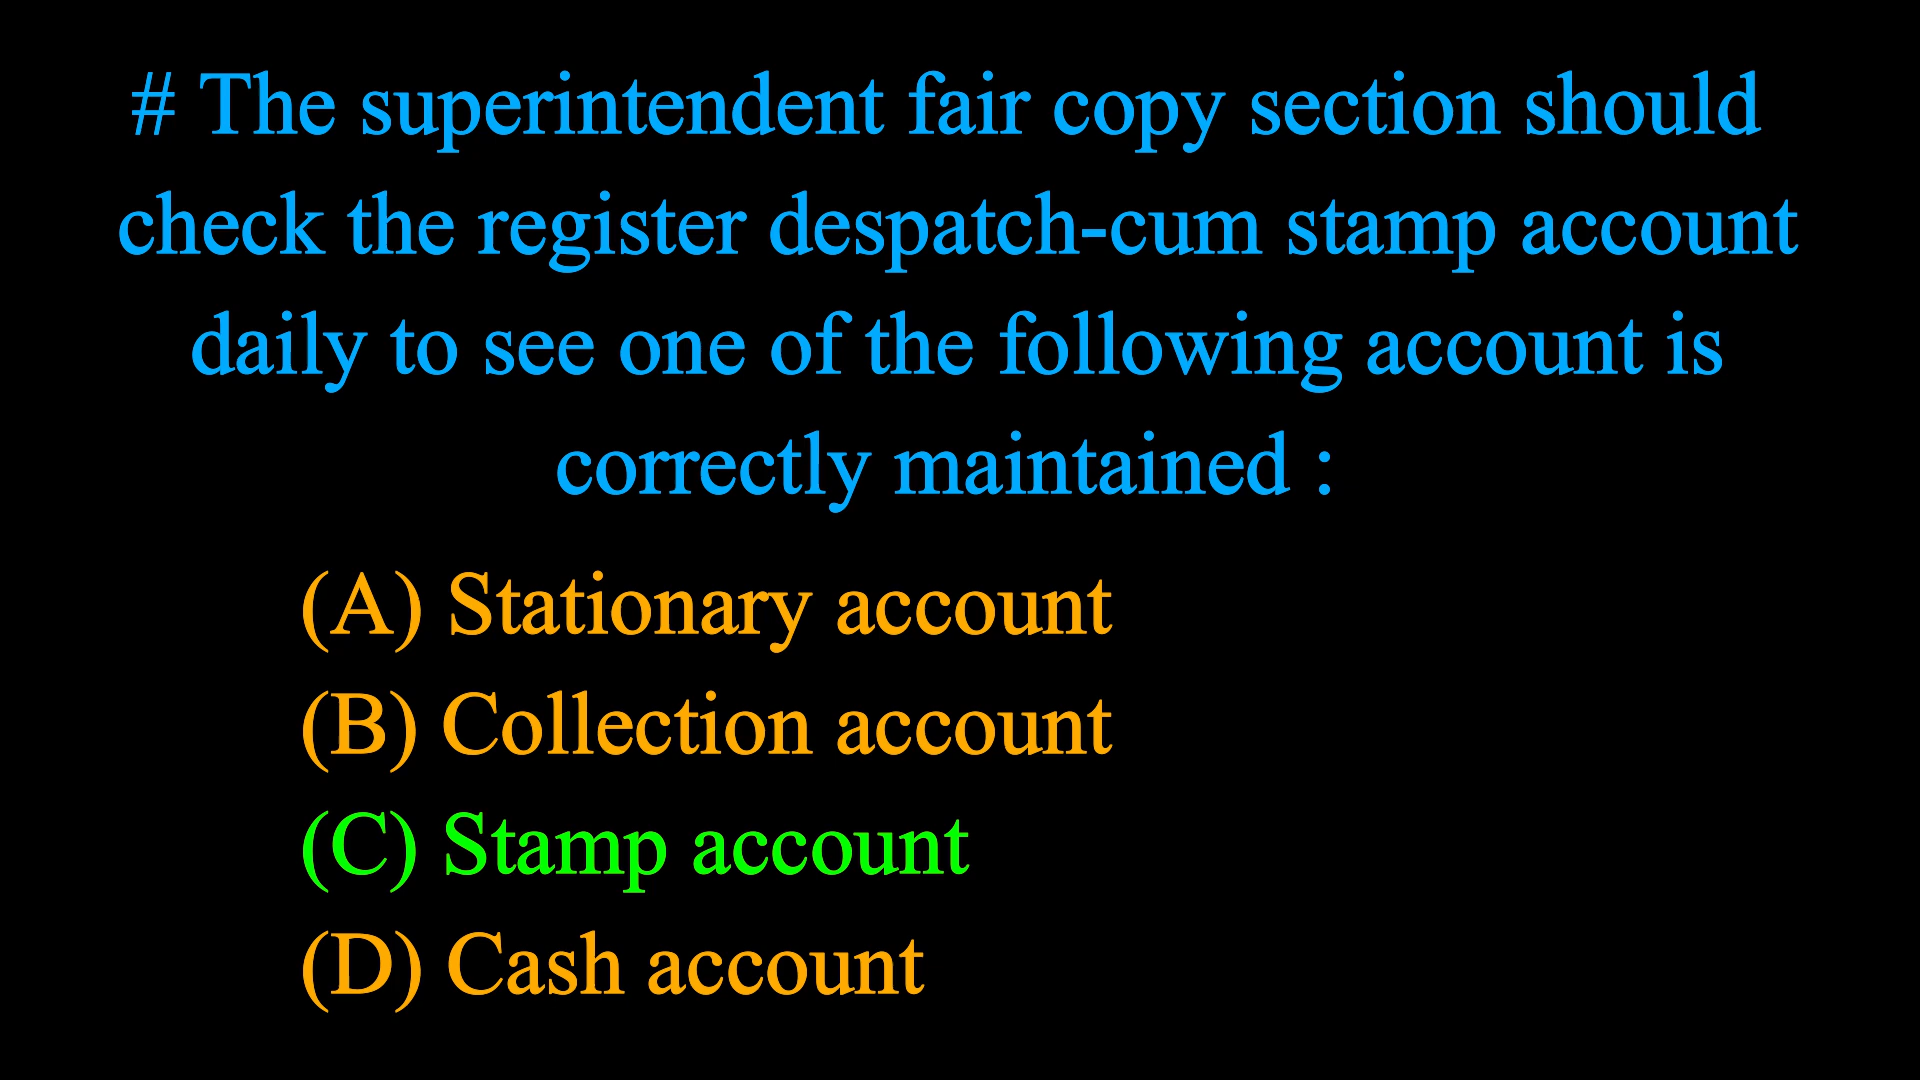 # The superintendent fair copy section should
check the register despatch-cum stamp account
daily to see one of the following account is
correctly maintained :
(A) Stationary account
(B) Collection account
(C) Stamp account
(D) Cash account